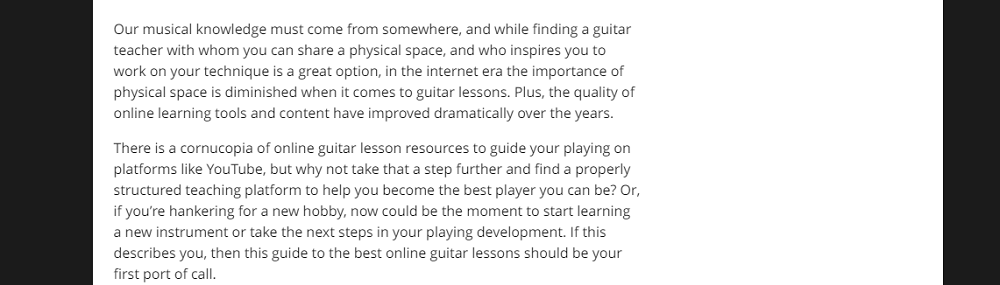 Our musical knowledge must come from somewhere, and while finding a guitar
teacher with whom you can share a physical space, and who inspires you to
work on your technique is a great option, in the internet era the importance of
physical space is diminished when it comes to guitar lessons. Plus, the quality of
online learning tools and content have improved dramatically over the years.
There is a cornucopia of online guitar lesson resources to guide your playing on
platforms like YouTube, but why not take that a step further and find a properly
structured teaching platform to help you become the best player you can be? Or,
if you’re hankering for a new hobby, now could be the moment to start learning
a new instrument or take the next steps in your playing development. If this
describes you, then this guide to the best online guitar lessons should be your
first port of call.